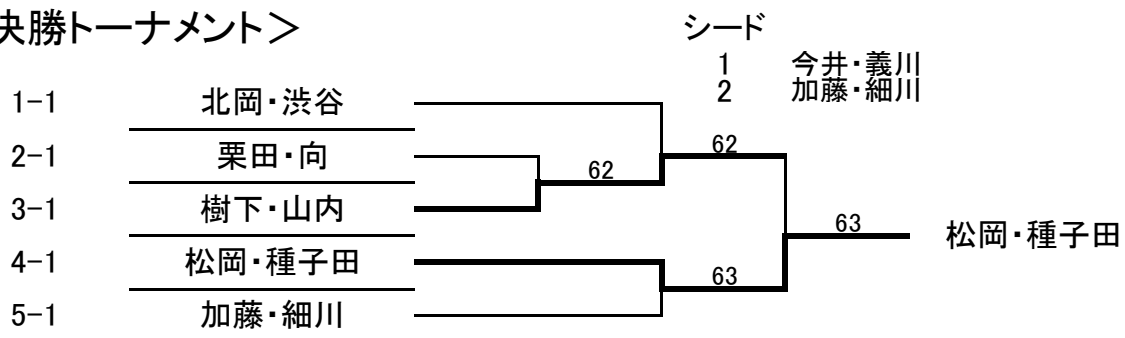 決勝トーナメント＞
シード
1 今井・義川
2 加藤・細川
1-1 北岡・渋谷
2-1 栗田・向
62
62
3-1 樹下・山内
63
松岡・種子田
4-1 松岡・種子田
63
5-1 加藤・細川